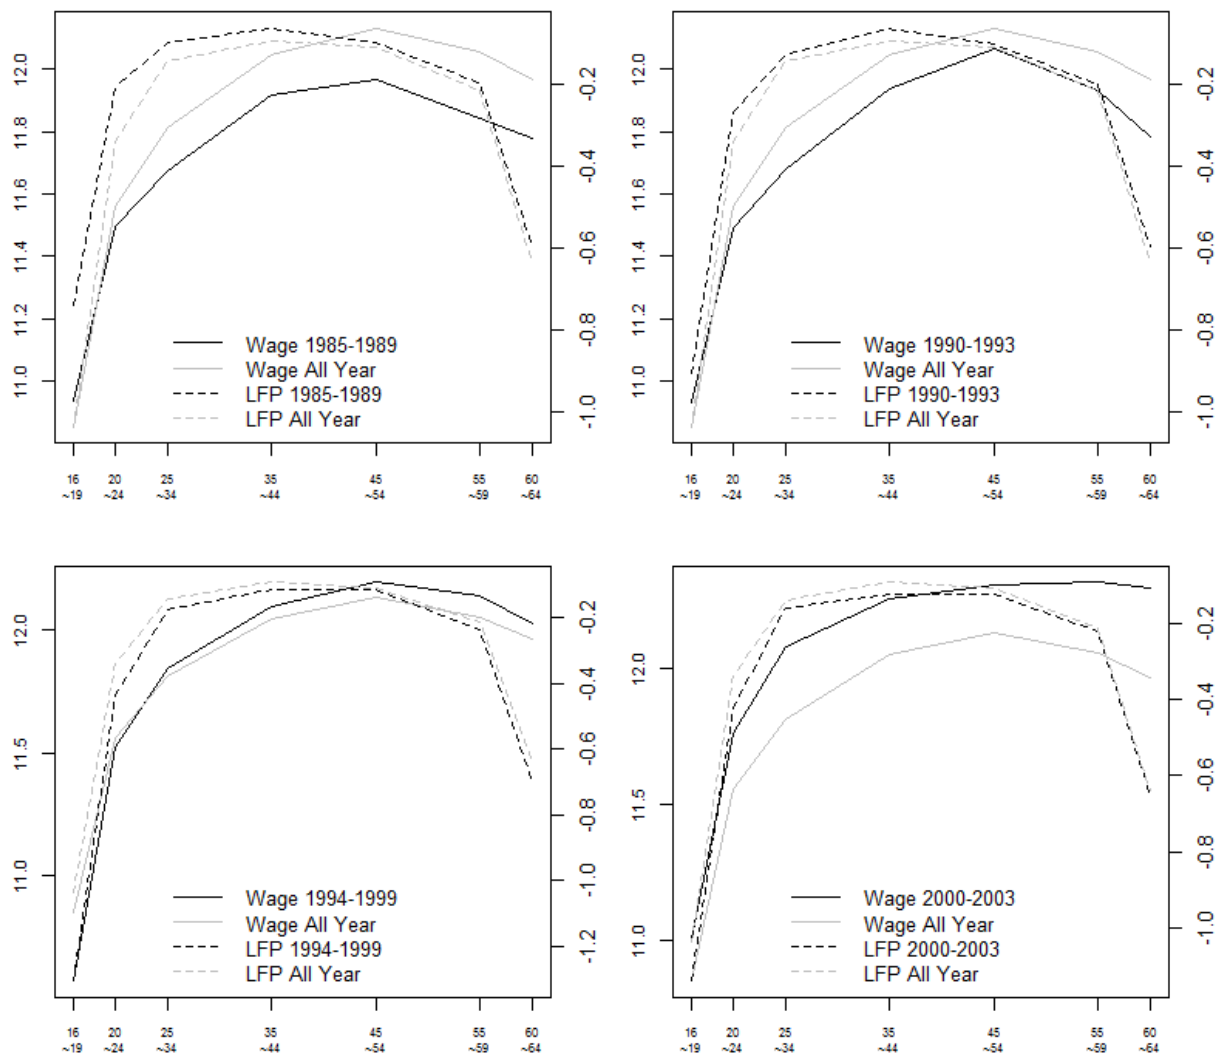 12.0
11.8
11.6
11.4
11.2
11.0
-0.2
-0.4
-0.6
-0.8
-1.0
Wage 1985-1989
Wage All Year
LFP 1985-1989
LFP All Year
16 20 25 35 45 55 60
~19 ~24 ~34 ~44 ~54 ~59 ~64
12.0
11.8
11.6
11.4
11.2
11.0
-0.2
-0.4
-0.6
-0.8
-1.0
Wage 1990-1993
Wage All Year
LFP 1990-1993
LFP All Year
16 20 25 35 45 55 60
~19 ~24 ~34 ~44 ~54 ~59 ~64
12.0
11.5
11.0
-0.2
-0.4
-0.6
-0.8
-1.0
-1.2
Wage 1994-1999
Wage All Year
LFP 1994-1999
LFP All Year
16 20 25 35 45 55 60
~19 ~24 ~34 ~44 ~54 ~59 ~64
12.0
11.5
11.0
-0.2
-0.4
-0.6
-0.8
-1.0
Wage 2000-2003
Wage All Year
LFP 2000-2003
LFP All Year
16 20 25 35 45 55 60
~19 ~24 ~34 ~44 ~54 ~59 ~64